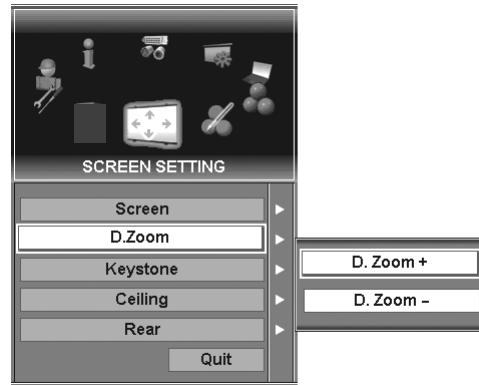 SCREEN SETTING
Screen
D.Zoom
Keystone
Ceiling
Rear
Quit
D. Zoom +
D. Zoom –